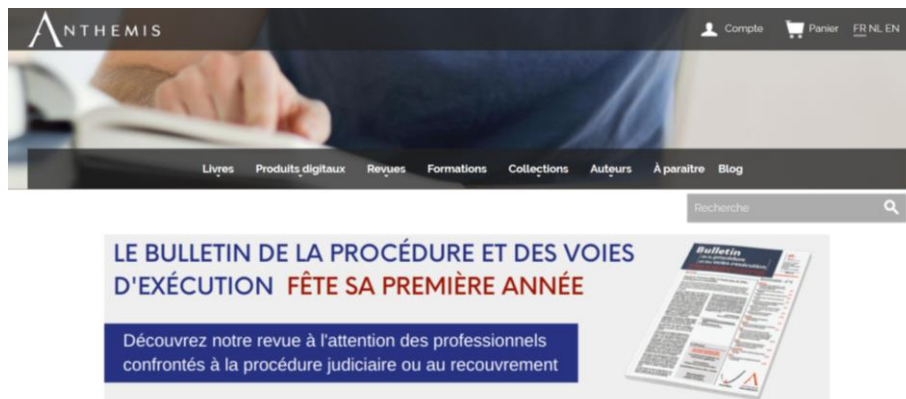 ANTHEMIS
Compte
Panier
FR NL EN
Livres Produits digitaux Revues Formations Collections Auteurs À paraître Blog
Recherche
LE BULLETIN DE LA PROCÉDURE ET DES VOIES
D'EXÉCUTION FÊTE SA PREMIÈRE ANNÉE
Bulletin
Découvrez notre revue à l'attention des professionnels
confrontés à la procédure judiciaire ou au recouvrement